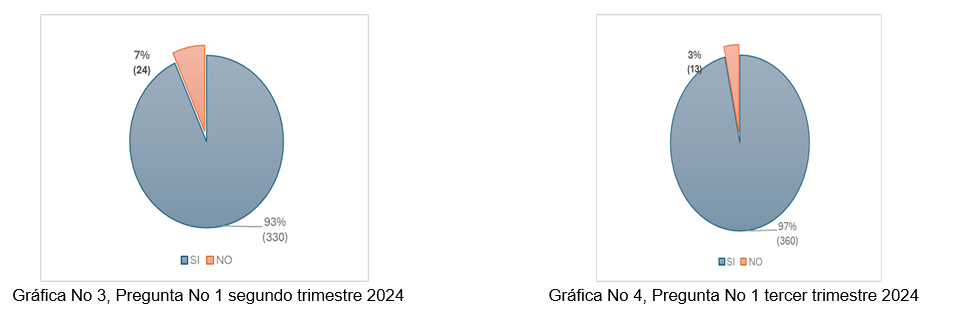 7%
(24)
93%
(330)
SI NO
Gráfica No 3, Pregunta No 1 segundo trimestre 2024
3%
(13)
97%
(360)
SI NO
Gráfica No 4, Pregunta No 1 tercer trimestre 2024